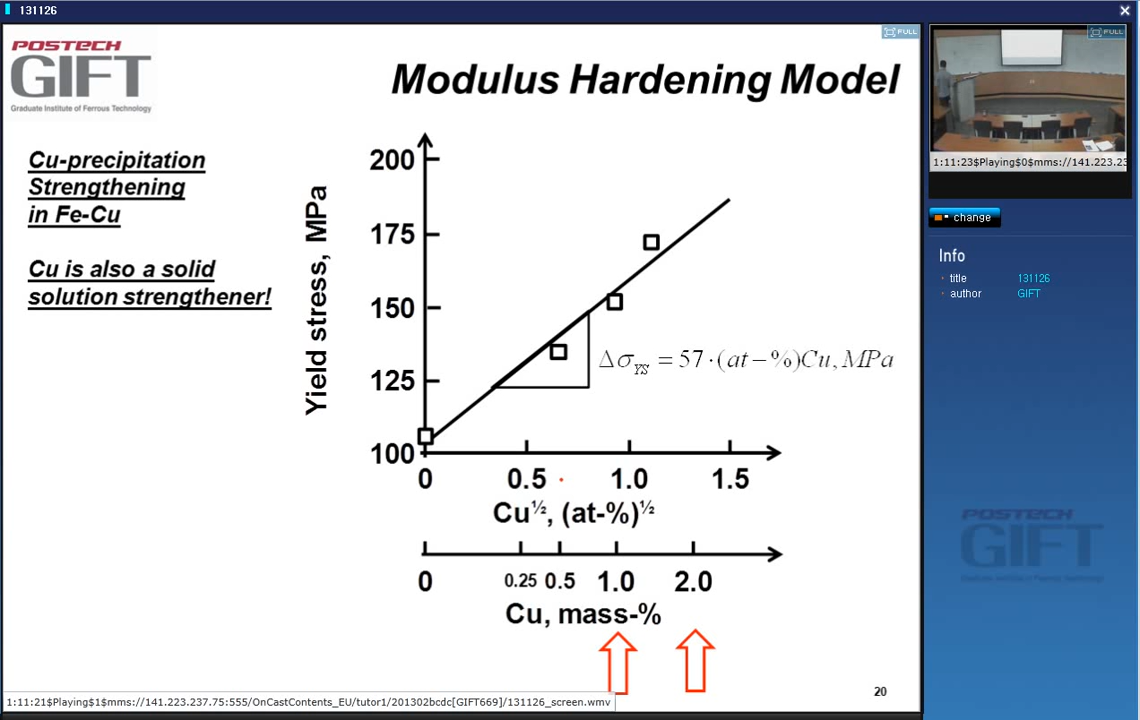 131126
FULL
POSTECH
GIFT
Graduate Institute of Ferrous Technology
Modulus Hardening Model
Cu-precipitation
Strengthening
in Fe-Cu
Cu is also a solid
solution strengthener!
Yield stress, MPa
200
175
150
125
100
Δσ_YS = 57·(at−%)Cu,MPa
0 0.5 1.0 1.5
Cu^½, (at-%)^½
0 0.25 0.5 1.0 2.0
Cu, mass-%
20
1:11:21$Playing$1$mms://141.223.237.75:555/OnCastContents_EU/tutor1/201302bcdc[GIFT669]/131126_screen.wmv
FULL
1:11:23$Playing$0$mms://141.223.23
change
Info
title 131126
author GIFT
POSTECH
GIFT